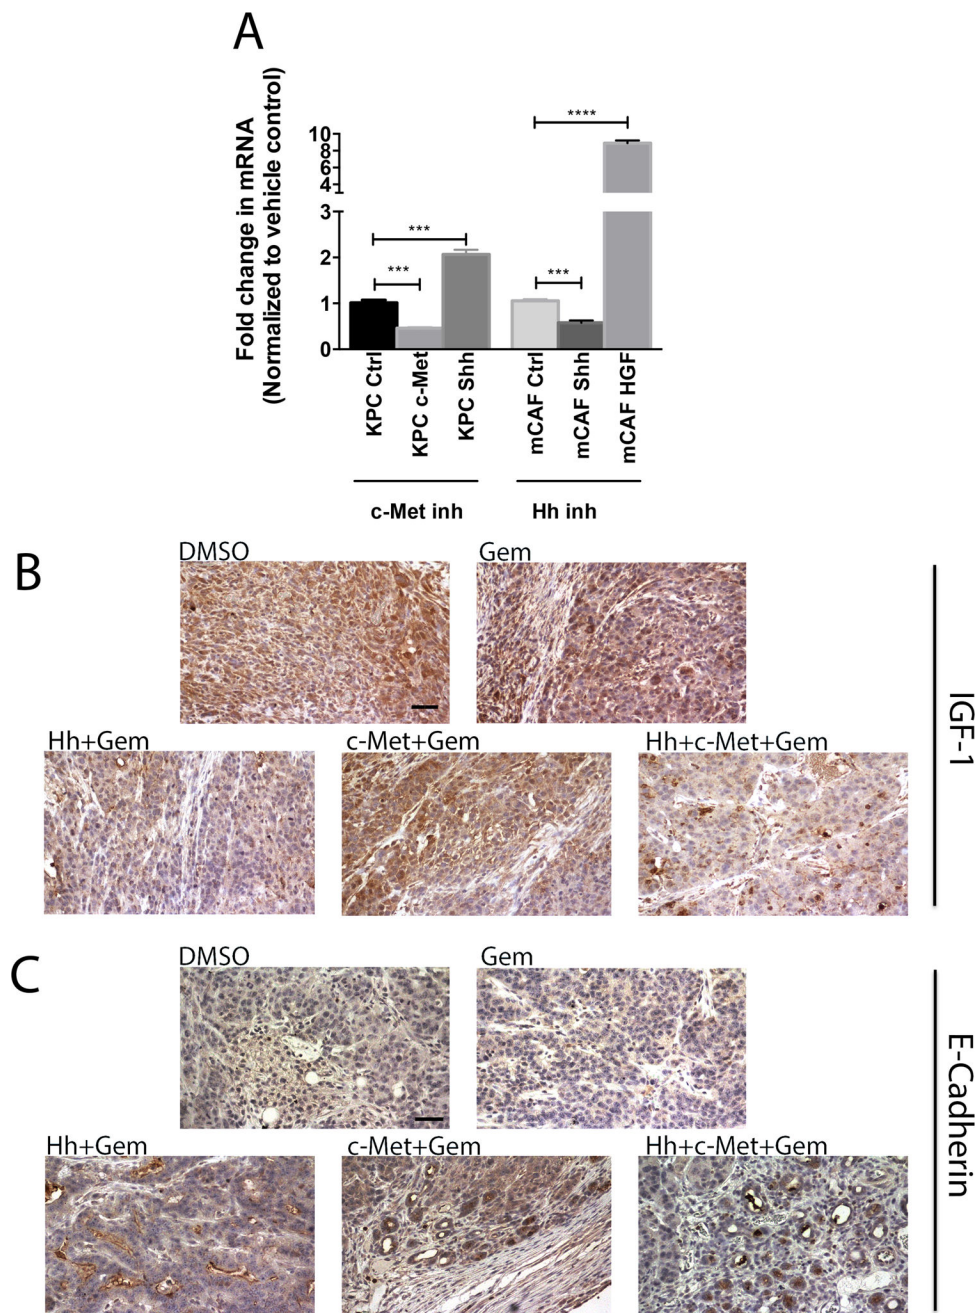 A
Fold change in mRNA
(Normalized to vehicle control)
10
8
6
4
3
2
1
0
***
***
***
****
KPC Ctrl
KPC c-Met
KPC Shh
mCAF Ctrl
mCAF Shh
mCAF HGF
c-Met inh
Hh inh
B
DMSO
Gem
Hh+Gem
c-Met+Gem
Hh+c-Met+Gem
IGF-1
C
DMSO
Gem
Hh+Gem
c-Met+Gem
Hh+c-Met+Gem
E-Cadherin